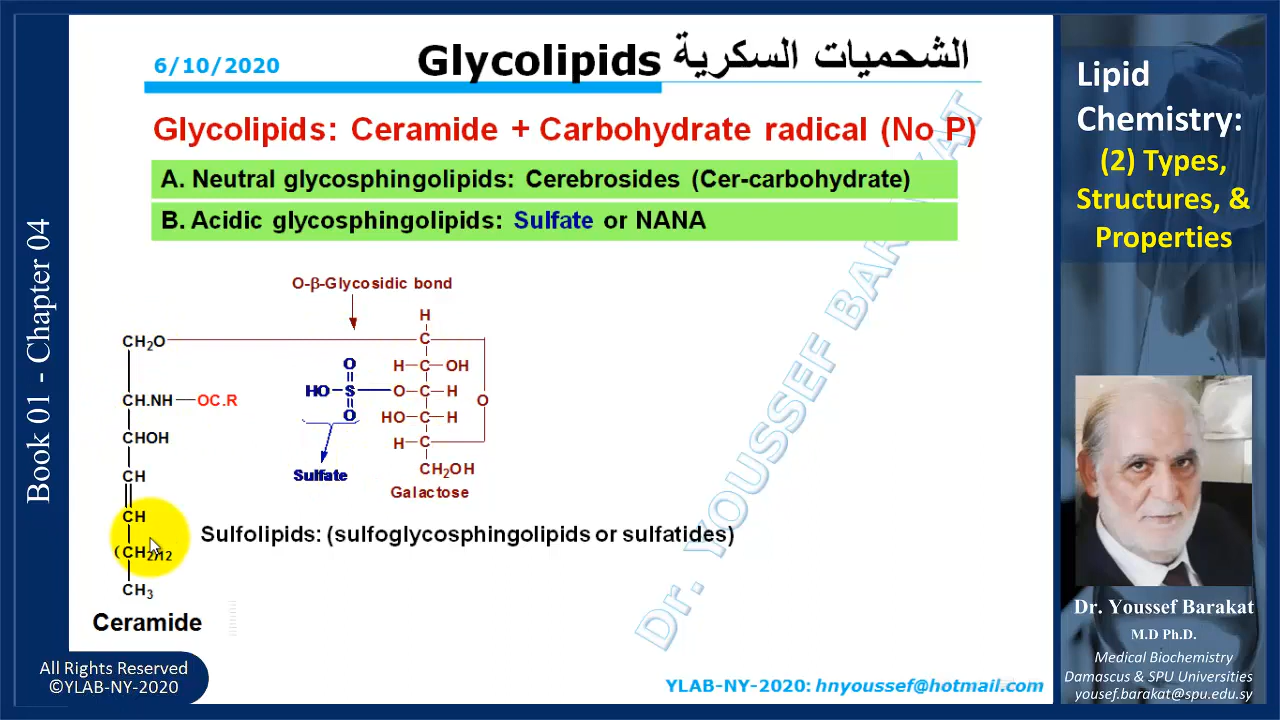 6/10/2020
Glycolipids الشحميات السكرية
Glycolipids: Ceramide + Carbohydrate radical (No P)
A. Neutral glycosphingolipids: Cerebrosides (Cer-carbohydrate)
B. Acidic glycosphingolipids: Sulfate or NANA
O-β-Glycosidic bond
H
CH2O C
O H C OH
HO S O C H O
CH.NH OC.R
O HO C H
CHOH H C
Sulfate CH2OH
CH Galactose
CH
Sulfolipids: (sulfoglycosphingolipids or sulfatides)
(CH2)12
CH3
Ceramide
Dr. YOUSSEF BARAKAT
Book 01 - Chapter 04
All Rights Reserved
©YLAB-NY-2020
YLAB-NY-2020: hnyoussef@hotmail.com
Lipid
Chemistry:
(2) Types,
Structures, &
Properties
Dr. Youssef Barakat
M.D Ph.D.
Medical Biochemistry
Damascus & SPU Universities
yousef.barakat@spu.edu.sy